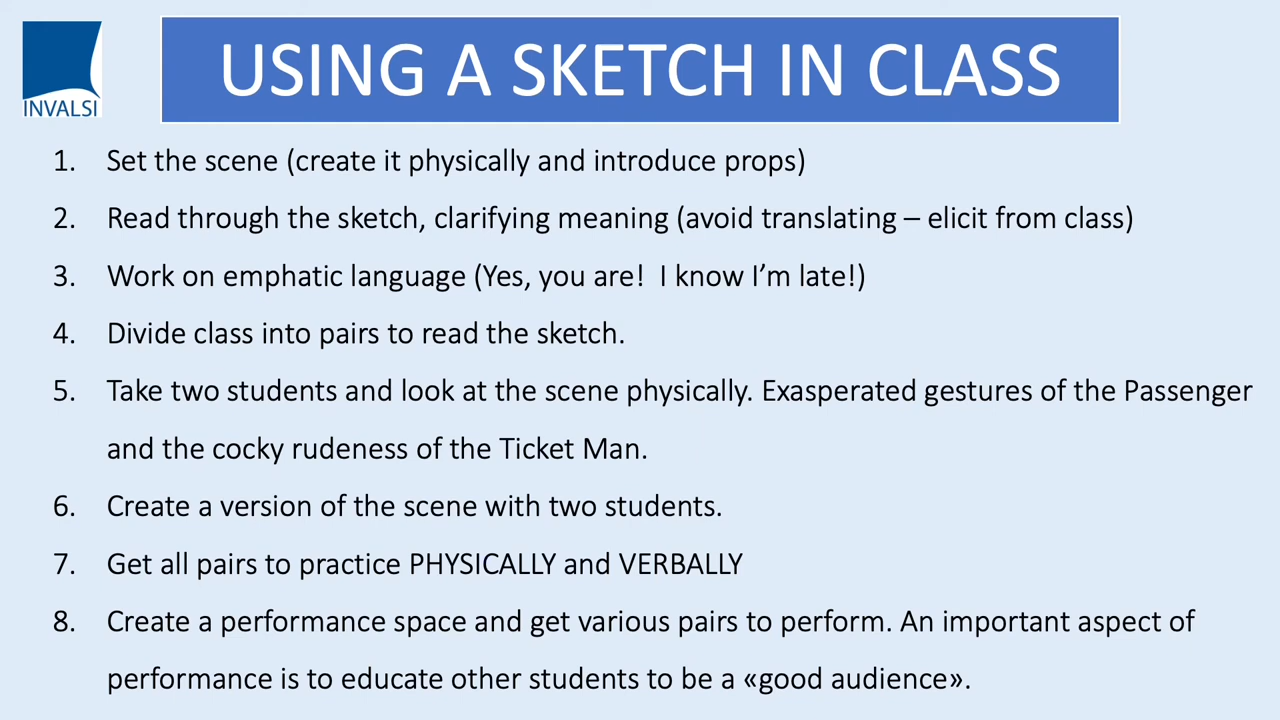 INVALSI
USING A SKETCH IN CLASS
1. Set the scene (create it physically and introduce props)
2. Read through the sketch, clarifying meaning (avoid translating – elicit from class)
3. Work on emphatic language (Yes, you are!  I know I’m late!)
4. Divide class into pairs to read the sketch.
5. Take two students and look at the scene physically. Exasperated gestures of the Passenger
and the cocky rudeness of the Ticket Man.
6. Create a version of the scene with two students.
7. Get all pairs to practice PHYSICALLY and VERBALLY
8. Create a performance space and get various pairs to perform. An important aspect of
performance is to educate other students to be a «good audience».